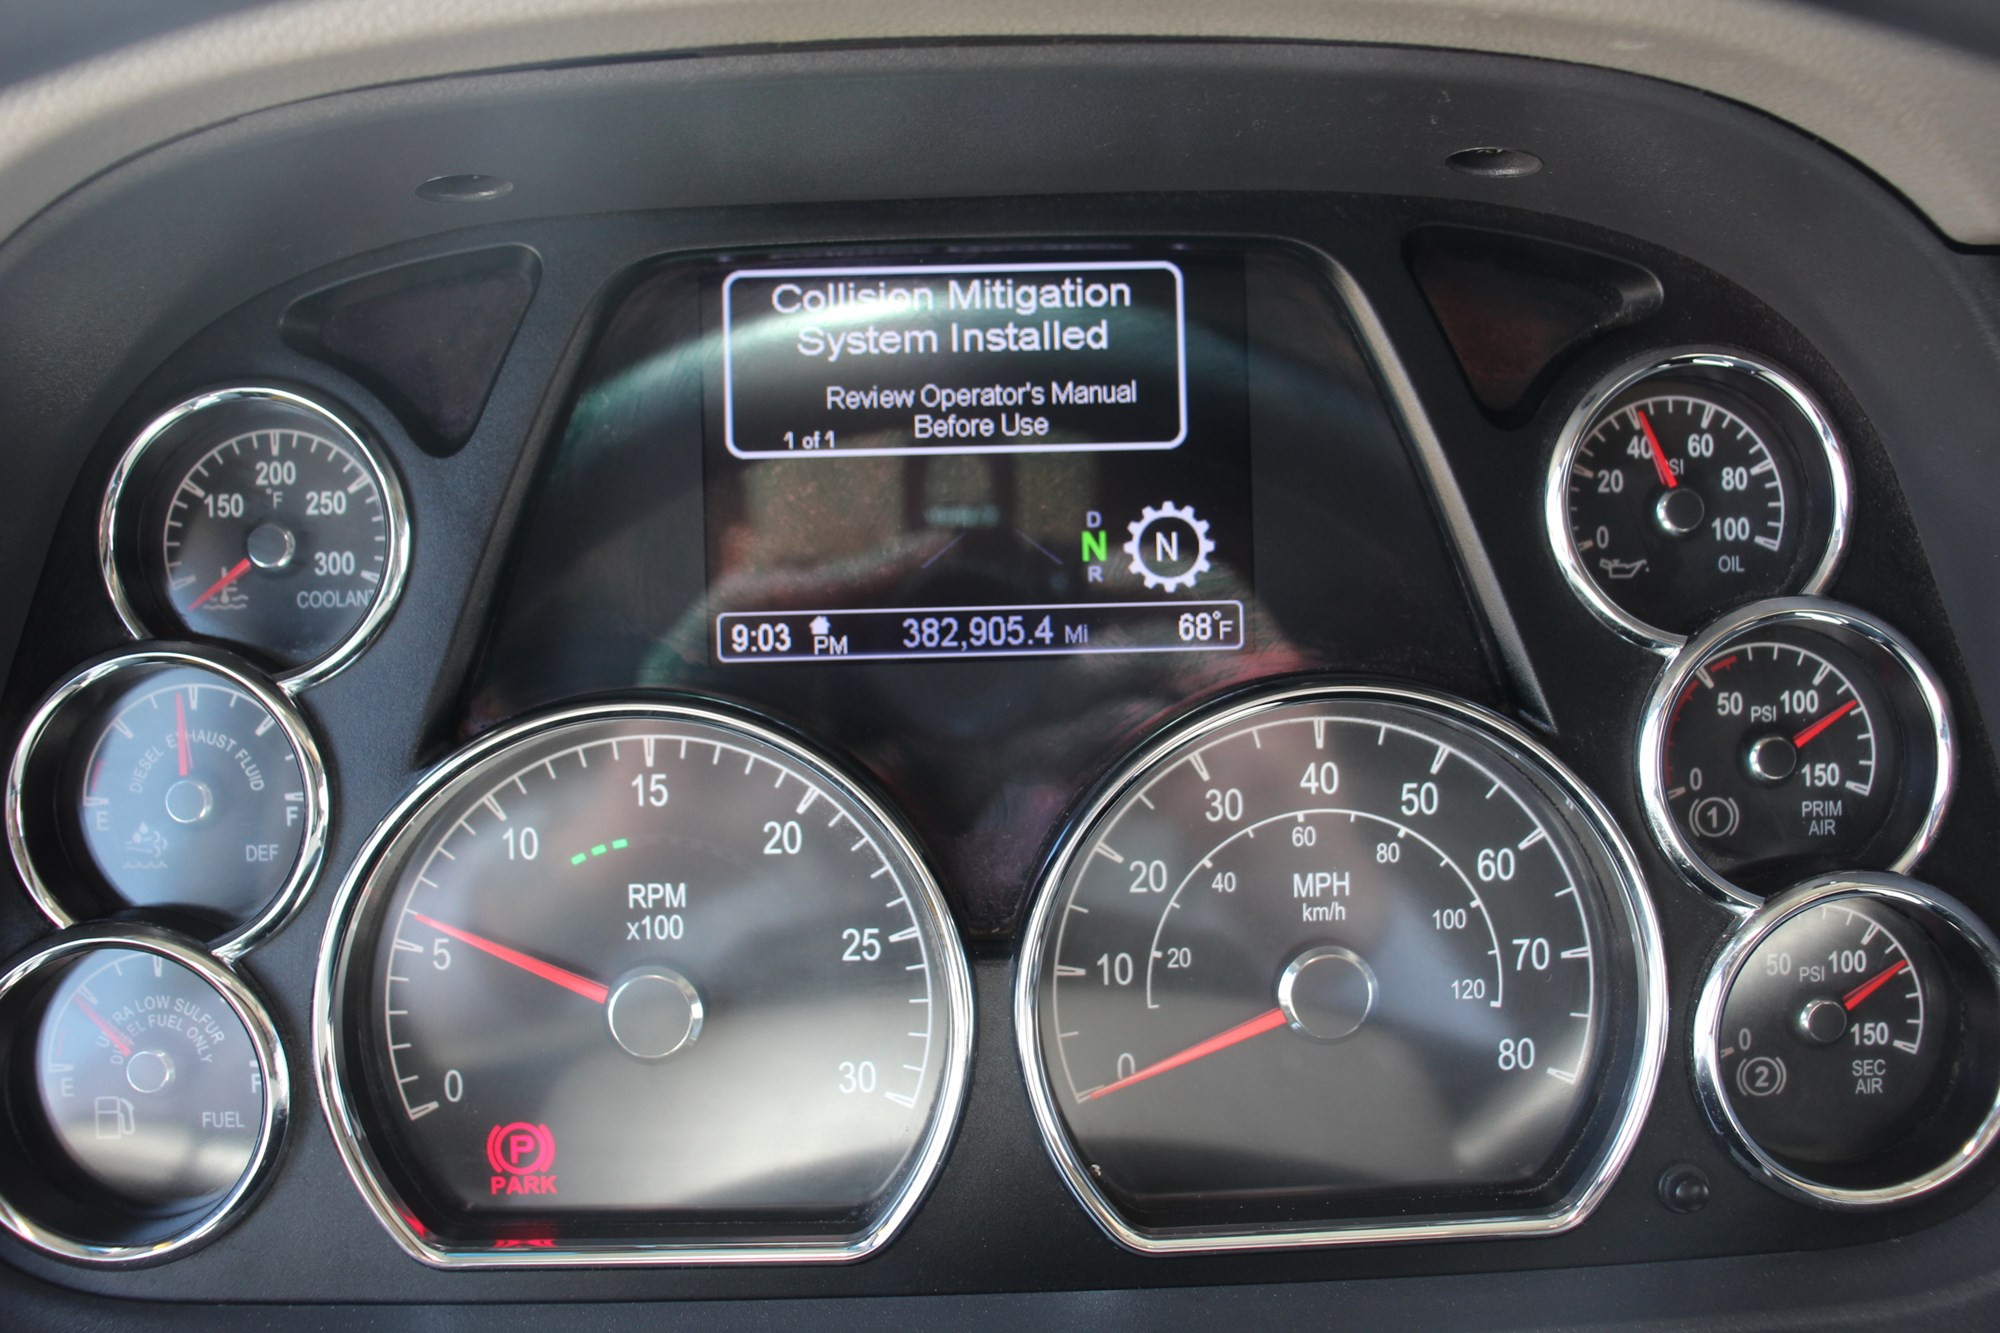 Collision Mitigation
System Installed
Review Operator's Manual
Before Use
1 of 1
D
N
R
N
9:03 PM 382,905.4 Mi 68°F
150 200 250 300
°F
COOLANT
DIESEL EXHAUST FLUID
E F
DEF
ULTRA LOW SULFUR
DIESEL FUEL ONLY
E F
FUEL
0 5 10 15 20 25 30
RPM
x100
P
PARK
0 10 20 30 40 50 60 70 80
20 40 60 80 100 120
MPH
km/h
0 20 40 60 80 100
PSI
OIL
0 50 100 150
PSI
1
PRIM
AIR
0 50 100 150
PSI
2
SEC
AIR